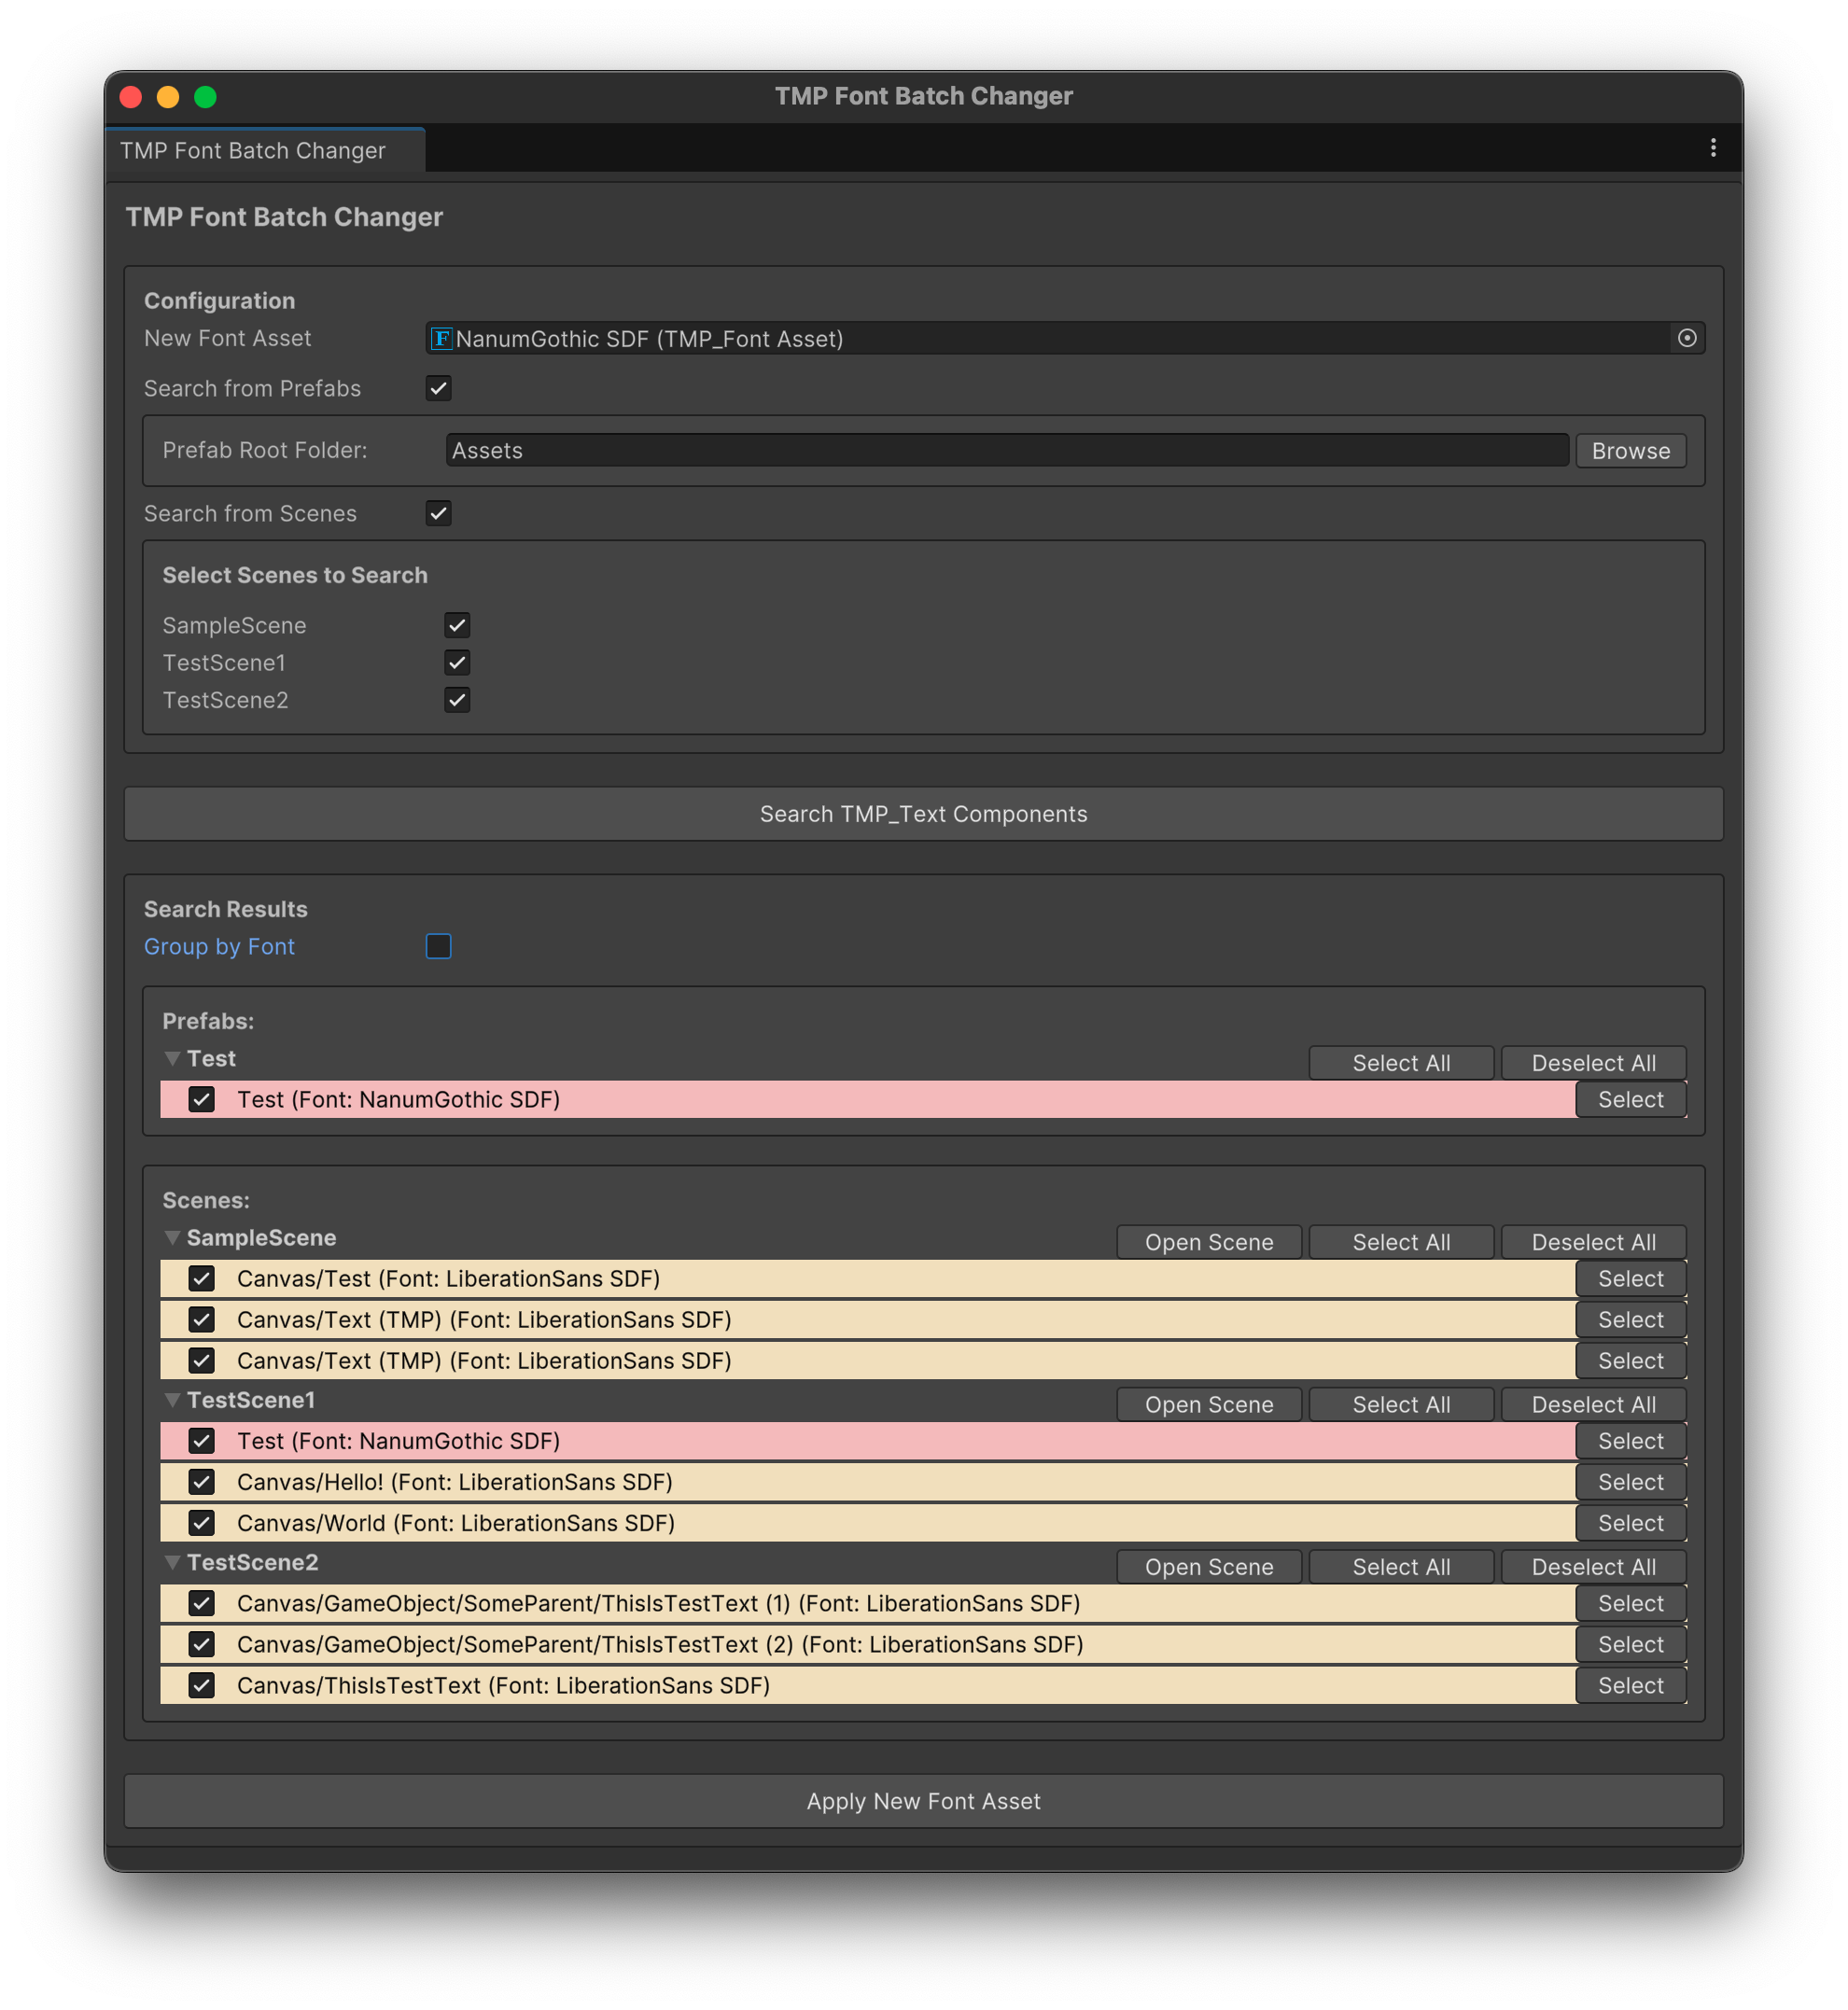 TMP Font Batch Changer
TMP Font Batch Changer
TMP Font Batch Changer
Configuration
New Font Asset F NanumGothic SDF (TMP_Font Asset)
Search from Prefabs
Prefab Root Folder: Assets Browse
Search from Scenes
Select Scenes to Search
SampleScene
TestScene1
TestScene2
Search TMP_Text Components
Search Results
Group by Font
Prefabs:
Test Select All Deselect All
Test (Font: NanumGothic SDF) Select
Scenes:
SampleScene Open Scene Select All Deselect All
Canvas/Test (Font: LiberationSans SDF) Select
Canvas/Text (TMP) (Font: LiberationSans SDF) Select
Canvas/Text (TMP) (Font: LiberationSans SDF) Select
TestScene1 Open Scene Select All Deselect All
Test (Font: NanumGothic SDF) Select
Canvas/Hello! (Font: LiberationSans SDF) Select
Canvas/World (Font: LiberationSans SDF) Select
TestScene2 Open Scene Select All Deselect All
Canvas/GameObject/SomeParent/ThisIsTestText (1) (Font: LiberationSans SDF) Select
Canvas/GameObject/SomeParent/ThisIsTestText (2) (Font: LiberationSans SDF) Select
Canvas/ThisIsTestText (Font: LiberationSans SDF) Select
Apply New Font Asset